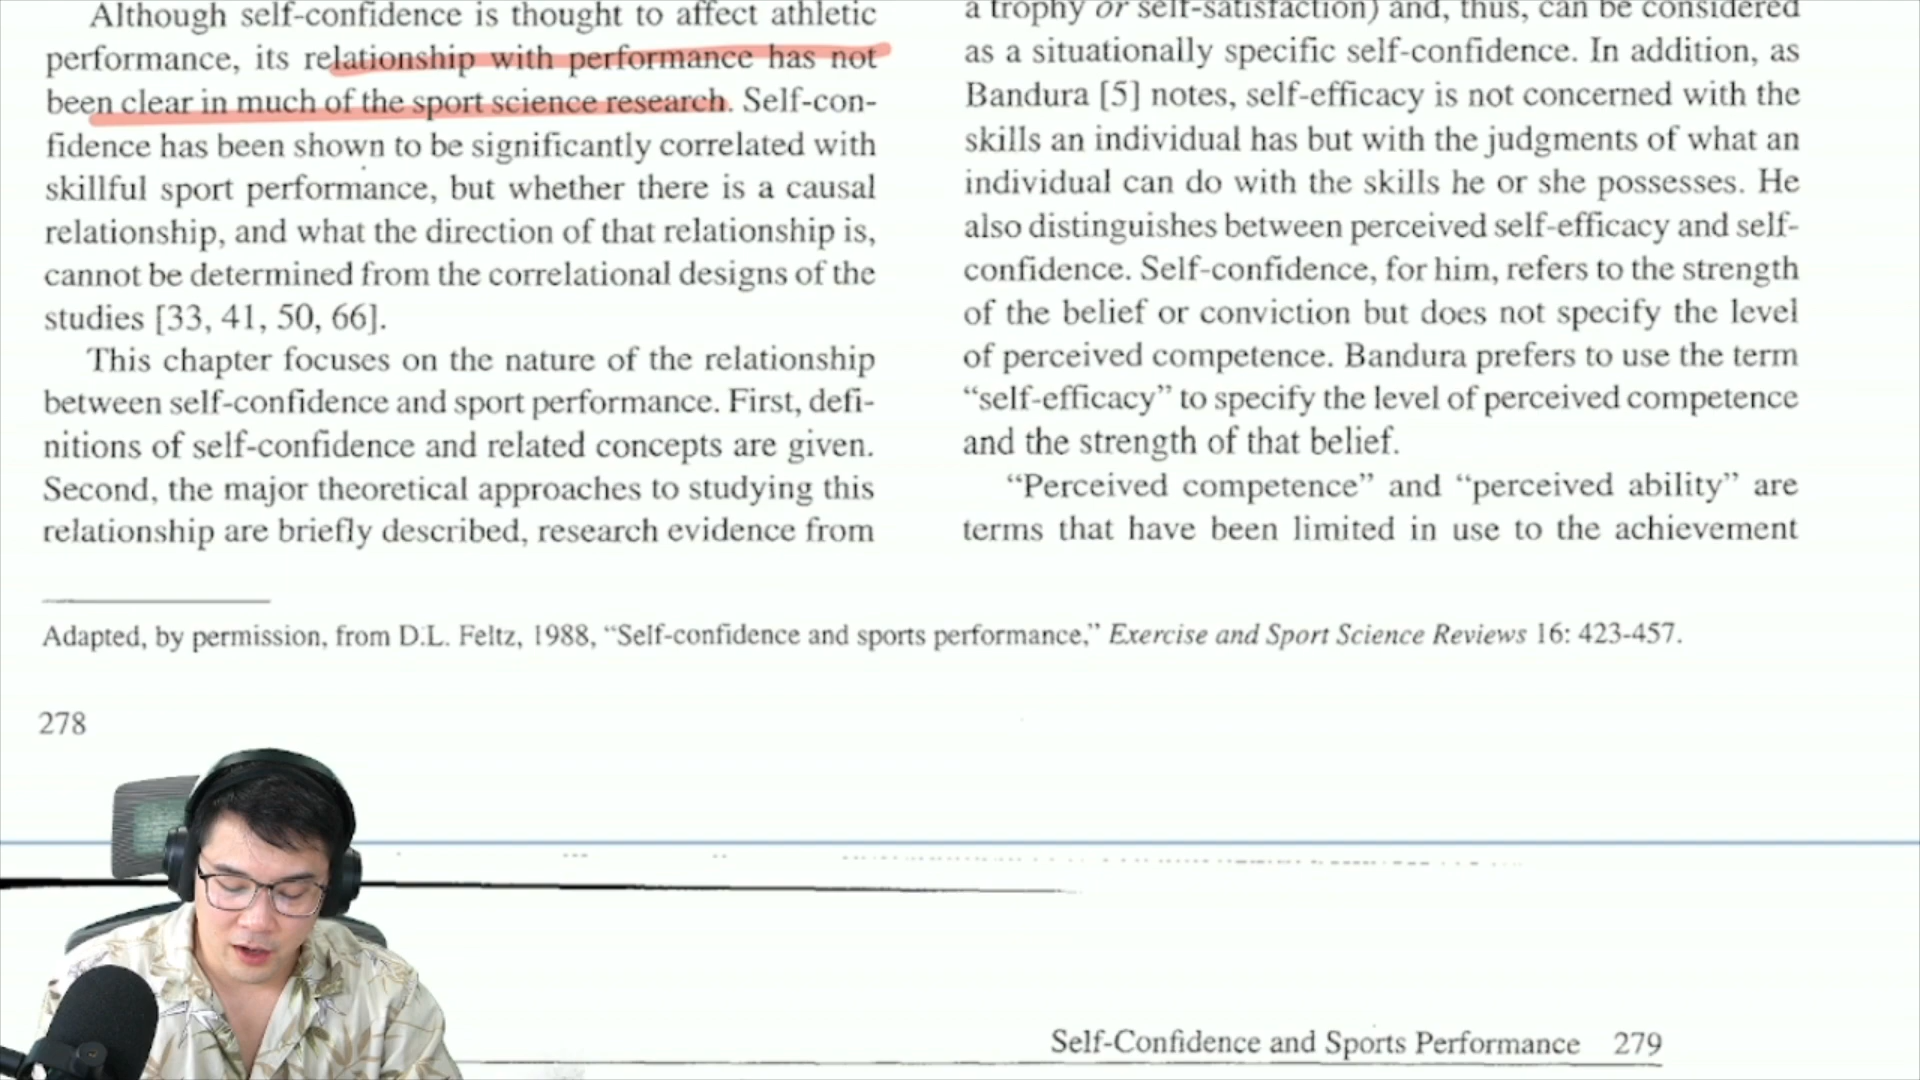 Although self-confidence is thought to affect athletic
performance, its relationship with performance has not
been clear in much of the sport science research. Self-con-
fidence has been shown to be significantly correlated with
skillful sport performance, but whether there is a causal
relationship, and what the direction of that relationship is,
cannot be determined from the correlational designs of the
studies [33, 41, 50, 66].
This chapter focuses on the nature of the relationship
between self-confidence and sport performance. First, defi-
nitions of self-confidence and related concepts are given.
Second, the major theoretical approaches to studying this
relationship are briefly described, research evidence from
a trophy or self-satisfaction) and, thus, can be considered
as a situationally specific self-confidence. In addition, as
Bandura [5] notes, self-efficacy is not concerned with the
skills an individual has but with the judgments of what an
individual can do with the skills he or she possesses. He
also distinguishes between perceived self-efficacy and self-
confidence. Self-confidence, for him, refers to the strength
of the belief or conviction but does not specify the level
of perceived competence. Bandura prefers to use the term
“self-efficacy” to specify the level of perceived competence
and the strength of that belief.
“Perceived competence” and “perceived ability” are
terms that have been limited in use to the achievement
Adapted, by permission, from D.L. Feltz, 1988, “Self-confidence and sports performance,” Exercise and Sport Science Reviews 16: 423-457.
278
Self-Confidence and Sports Performance 279